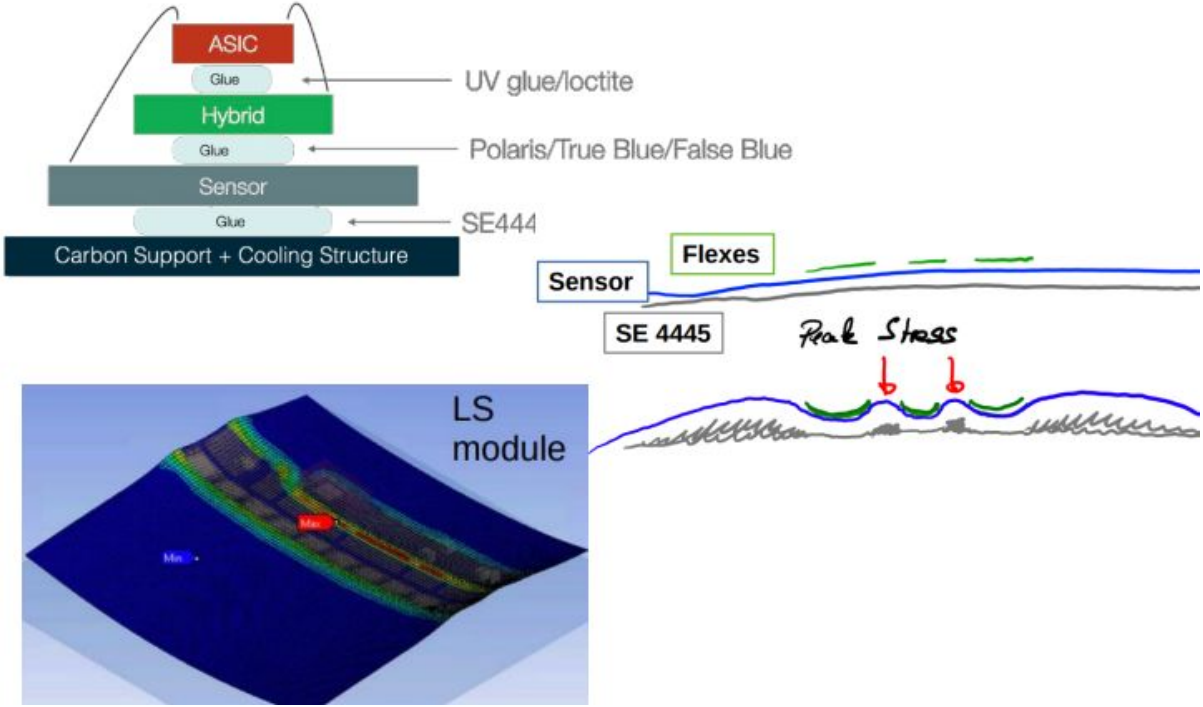 ASIC
Glue
UV glue/loctite
Hybrid
Glue
Polaris/True Blue/False Blue
Sensor
Glue
SE444
Carbon Support + Cooling Structure
Flexes
Sensor
SE 4445
Peak Stress
LS
module
Max
Min